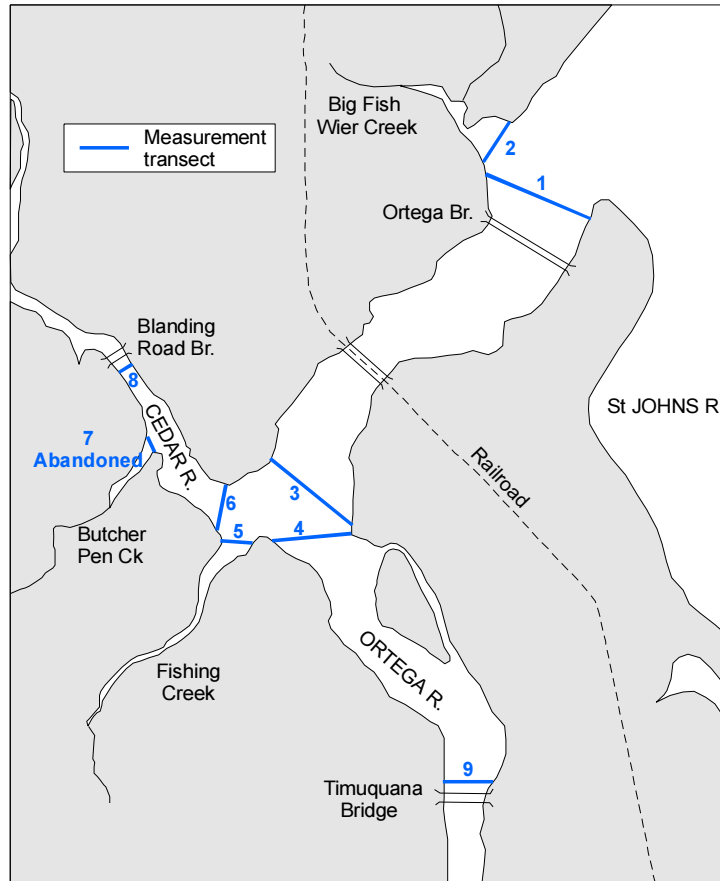 Big Fish
Wier Creek
Measurement
transect
2
1
Ortega Br.
Blanding
Road Br.
8
St JOHNS R
CEDAR R.
7
Abandoned
Railroad
3
6
4
5
Butcher
Pen Ck
ORTEGA R.
Fishing
Creek
9
Timuquana
Bridge